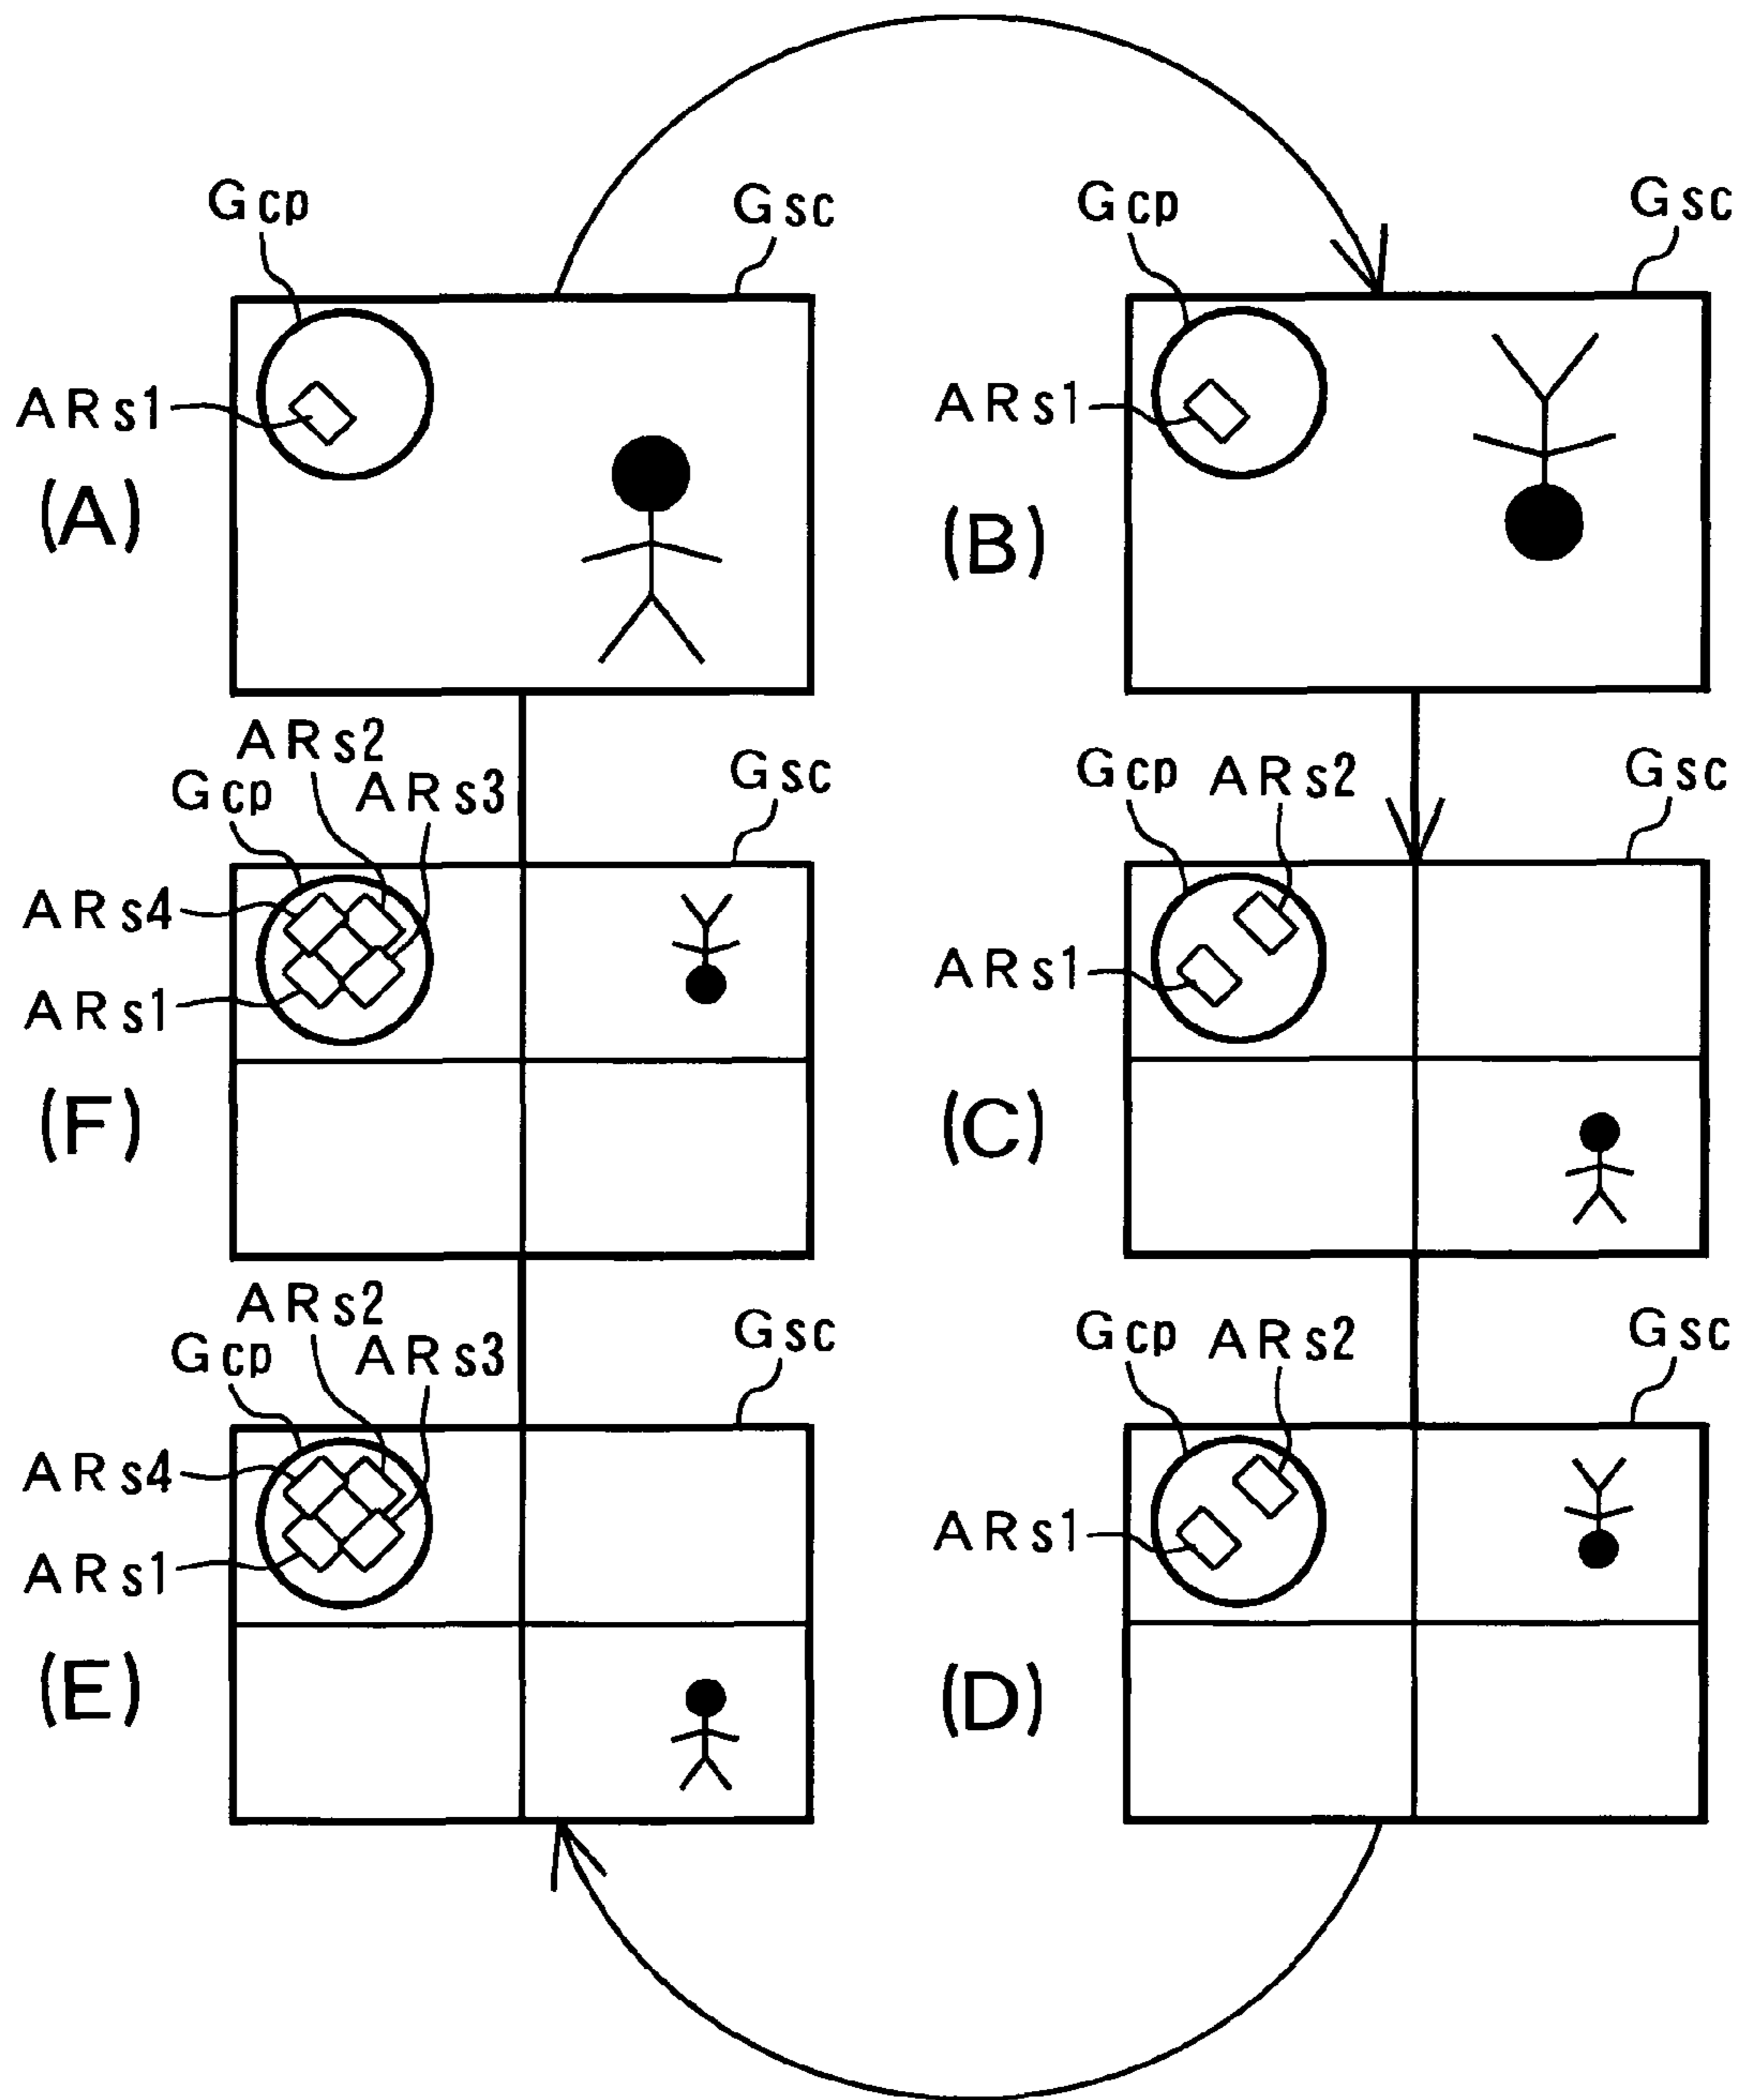 Gcp Gsc Gcp Gsc
ARs1 ARs1
(A) (B)
ARs2
Gcp ARs3 Gsc Gcp ARs2 Gsc
ARs4
ARs1 ARs1
(F) (C)
ARs2
Gcp ARs3 Gsc Gcp ARs2 Gsc
ARs4
ARs1 ARs1
(E) (D)